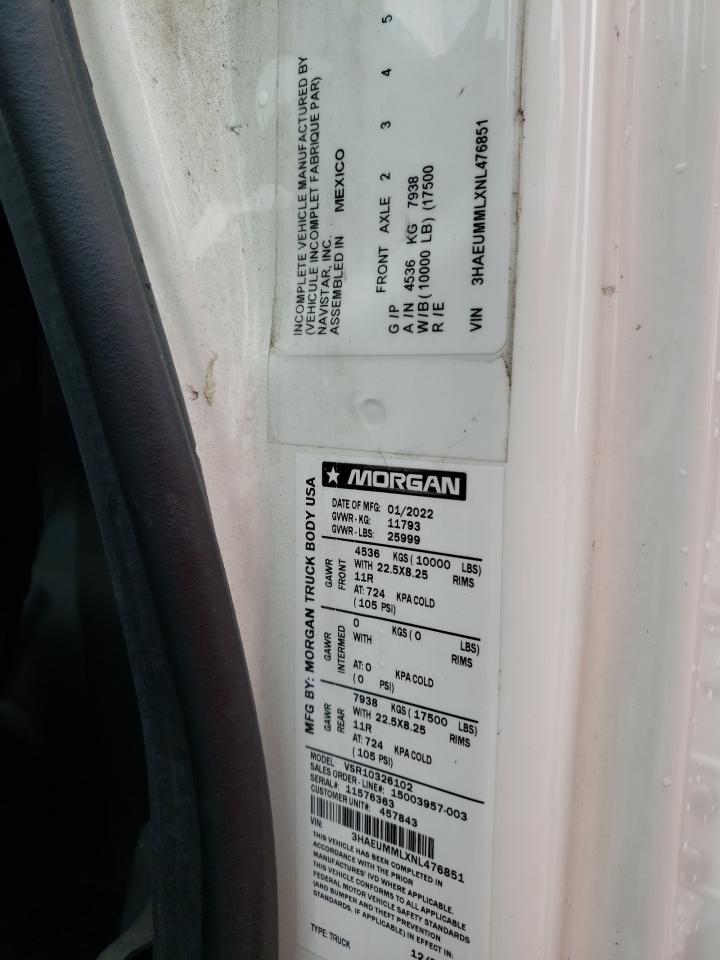 INCOMPLETE VEHICLE MANUFACTURED BY
(VEHICULE INCOMPLET FABRIQUE PAR)
NAVISTAR, INC.
ASSEMBLED IN MEXICO
FRONT AXLE 2 3 4 5
G /P
A /N 4536 KG 7938
W/B (10000 LB) (17500
R /E
VIN 3HAEUMMLXNL476851
MFG BY: MORGAN TRUCK BODY USA
MORGAN
DATE OF MFG: 01/2022
GVWR - KG: 11793
GVWR - LBS: 25999
GAWR FRONT
4536 KGS (10000 LBS)
WITH 22.5X8.25 RIMS
11R
AT: 724 KPA COLD
(105 PSI)
GAWR INTERMED
0 KGS (0 LBS)
WITH RIMS
AT: 0 KPA COLD
(0 PSI)
GAWR REAR
7938 KGS (17500 LBS)
WITH 22.5X8.25 RIMS
11R
AT: 724 KPA COLD
(105 PSI)
MODEL VSR10326102
SALES ORDER - LINE#: 15003957-003
SERIAL#: 11576363
CUSTOMER UNIT#: 457843
VIN:
3HAEUMMLXNL476851
THIS VEHICLE HAS BEEN COMPLETED IN
ACCORDANCE WITH THE PRIOR
MANUFACTURES' IVD WHERE APPLICABLE.
THIS VEHICLE CONFORMS TO ALL APPLICABLE
FEDERAL MOTOR VEHICLE SAFETY STANDARDS
(AND BUMPER AND THEFT PREVENTION
STANDARDS, IF APPLICABLE) IN EFFECT IN:
TYPE: TRUCK 12/